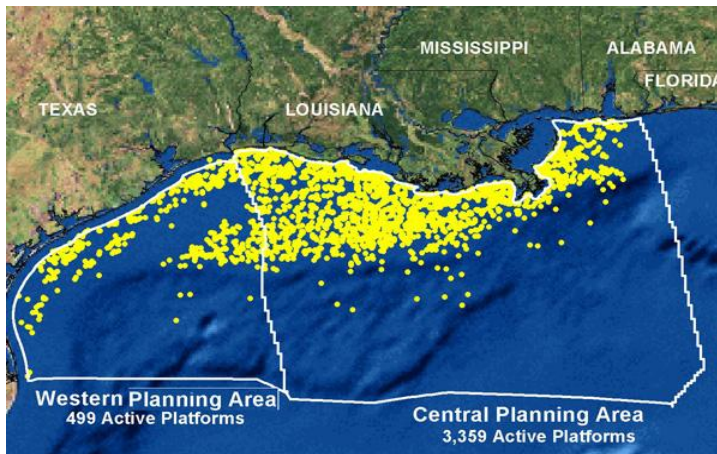 MISSISSIPPI
ALABAMA
FLORIDA
TEXAS
LOUISIANA
Western Planning Area
499 Active Platforms
Central Planning Area
3,359 Active Platforms